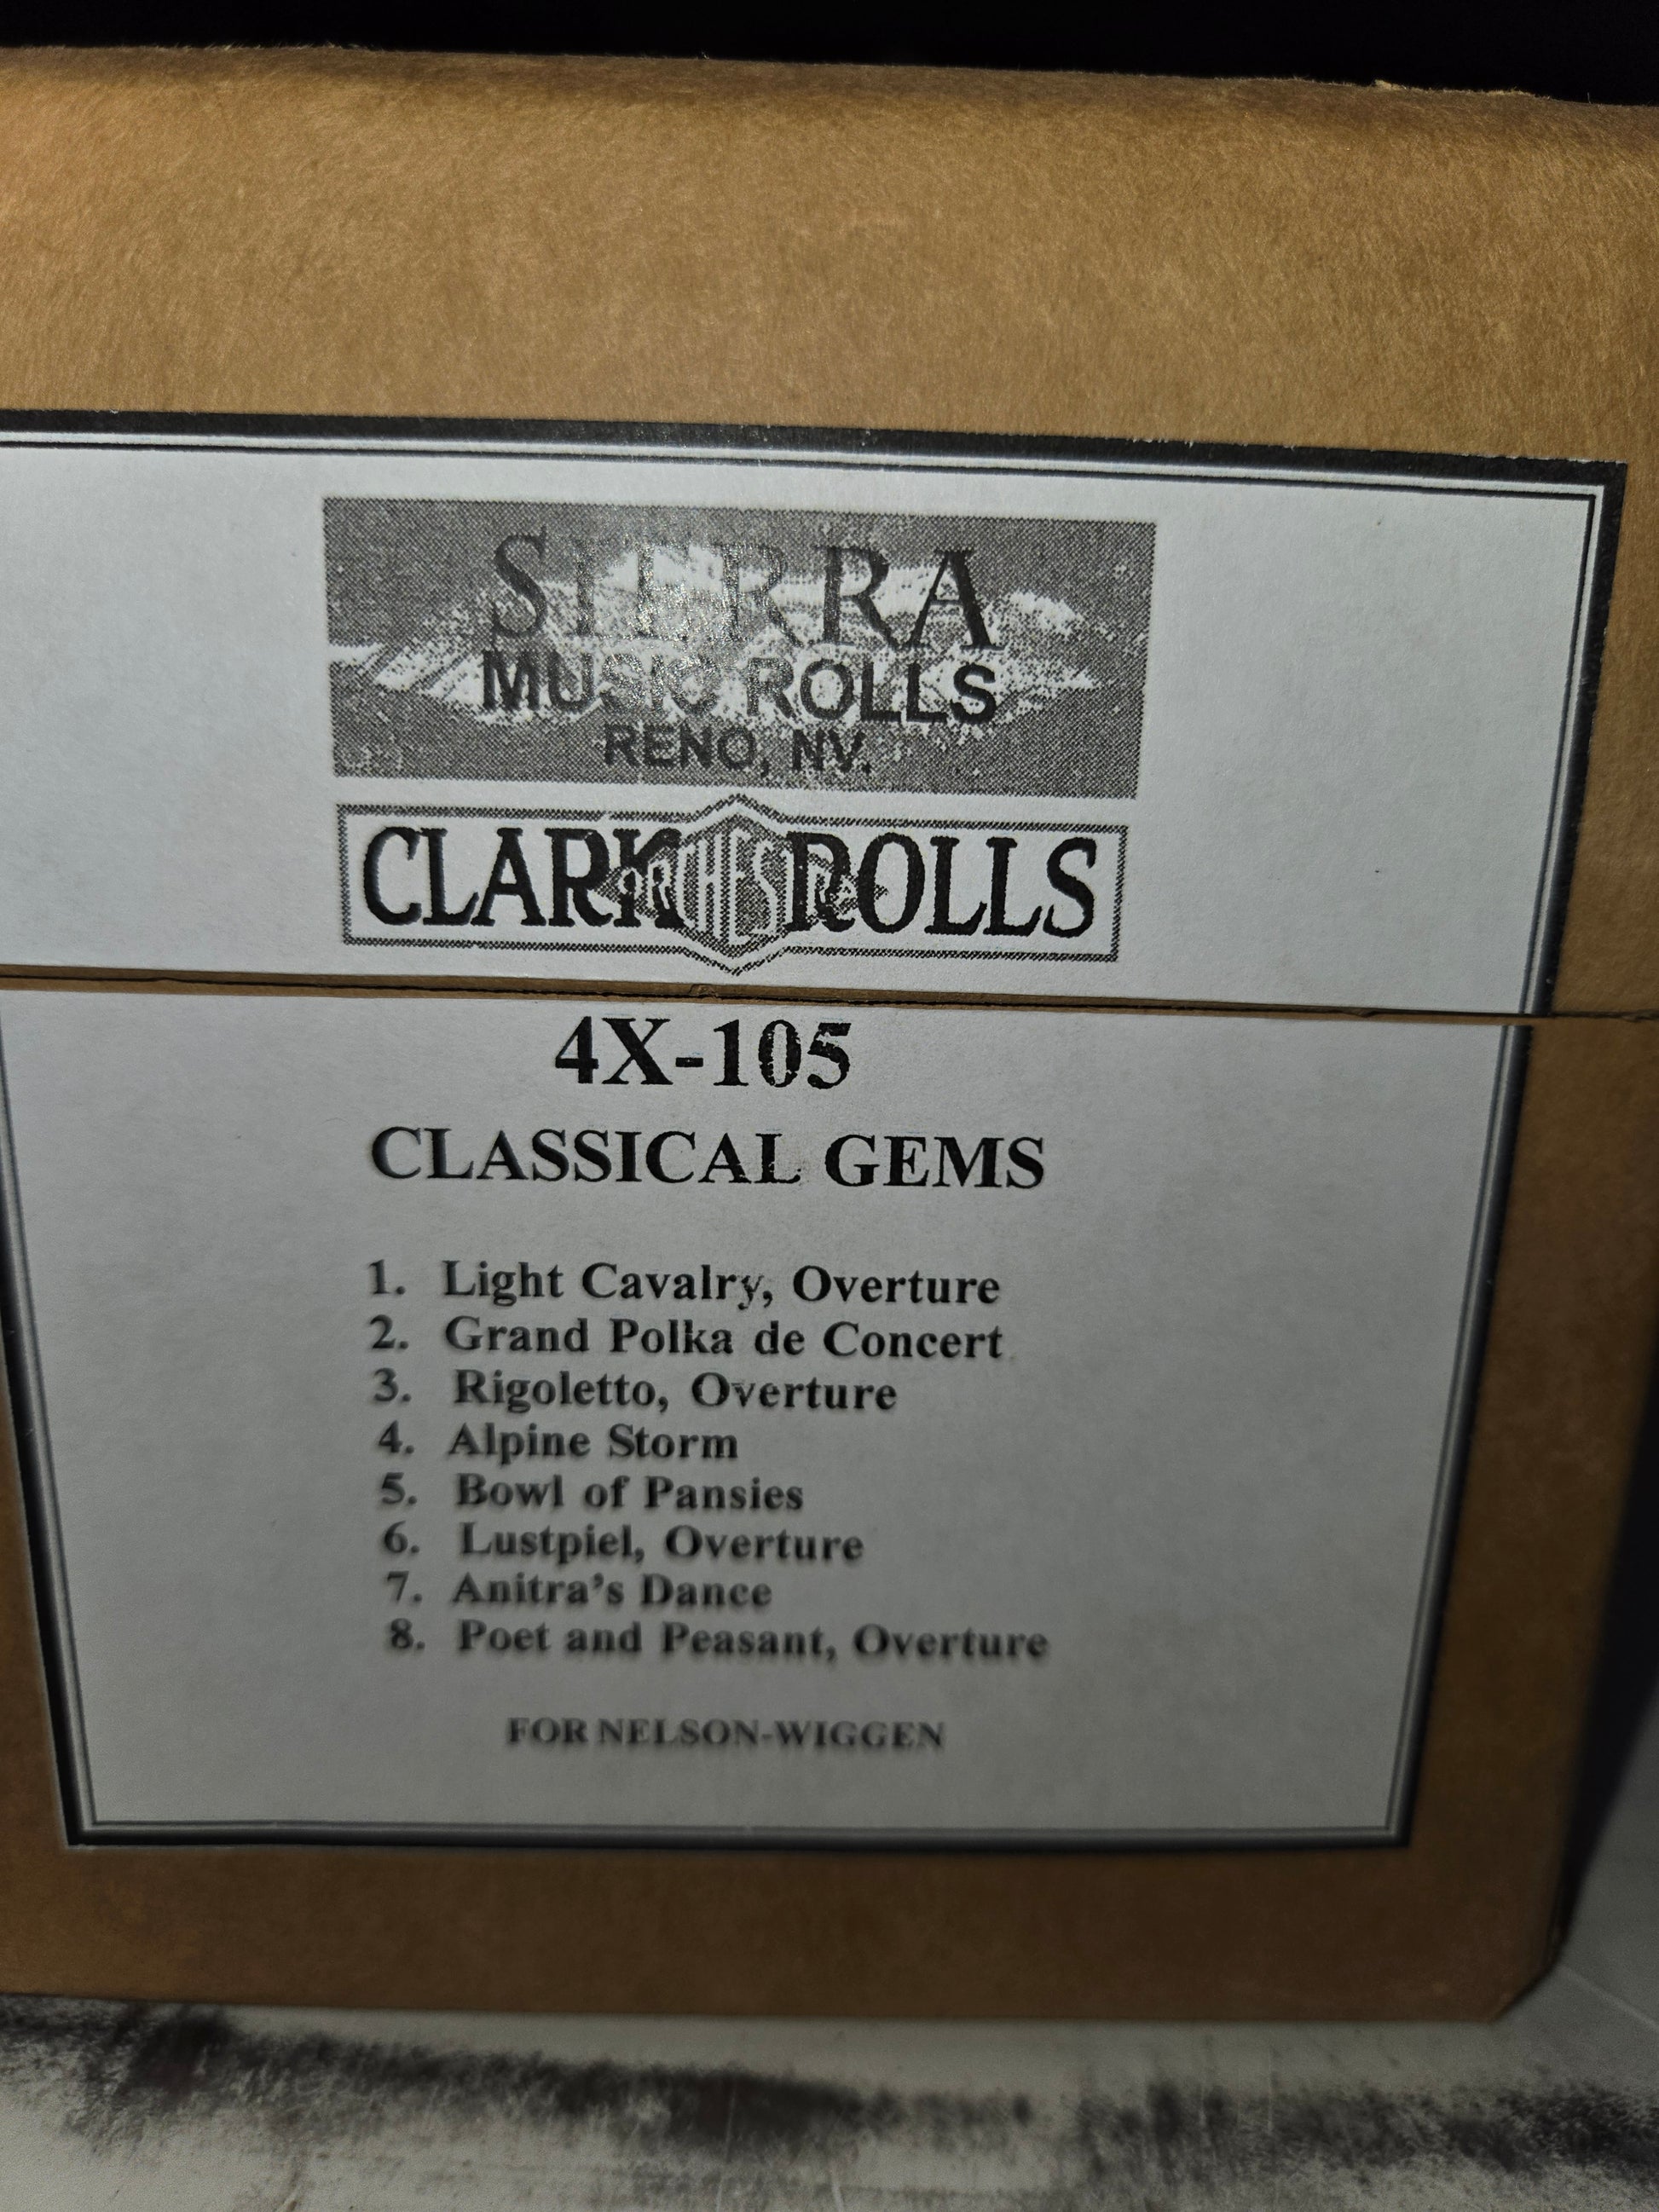 SIERRA
MUSIC ROLLS
RENO, NV.
CLARK ORCHESTRA ROLLS
4X-105
CLASSICAL GEMS
1. Light Cavalry, Overture
2. Grand Polka de Concert
3. Rigoletto, Overture
4. Alpine Storm
5. Bowl of Pansies
6. Lustpiel, Overture
7. Anitra's Dance
8. Poet and Peasant, Overture
FOR NELSON-WIGGEN